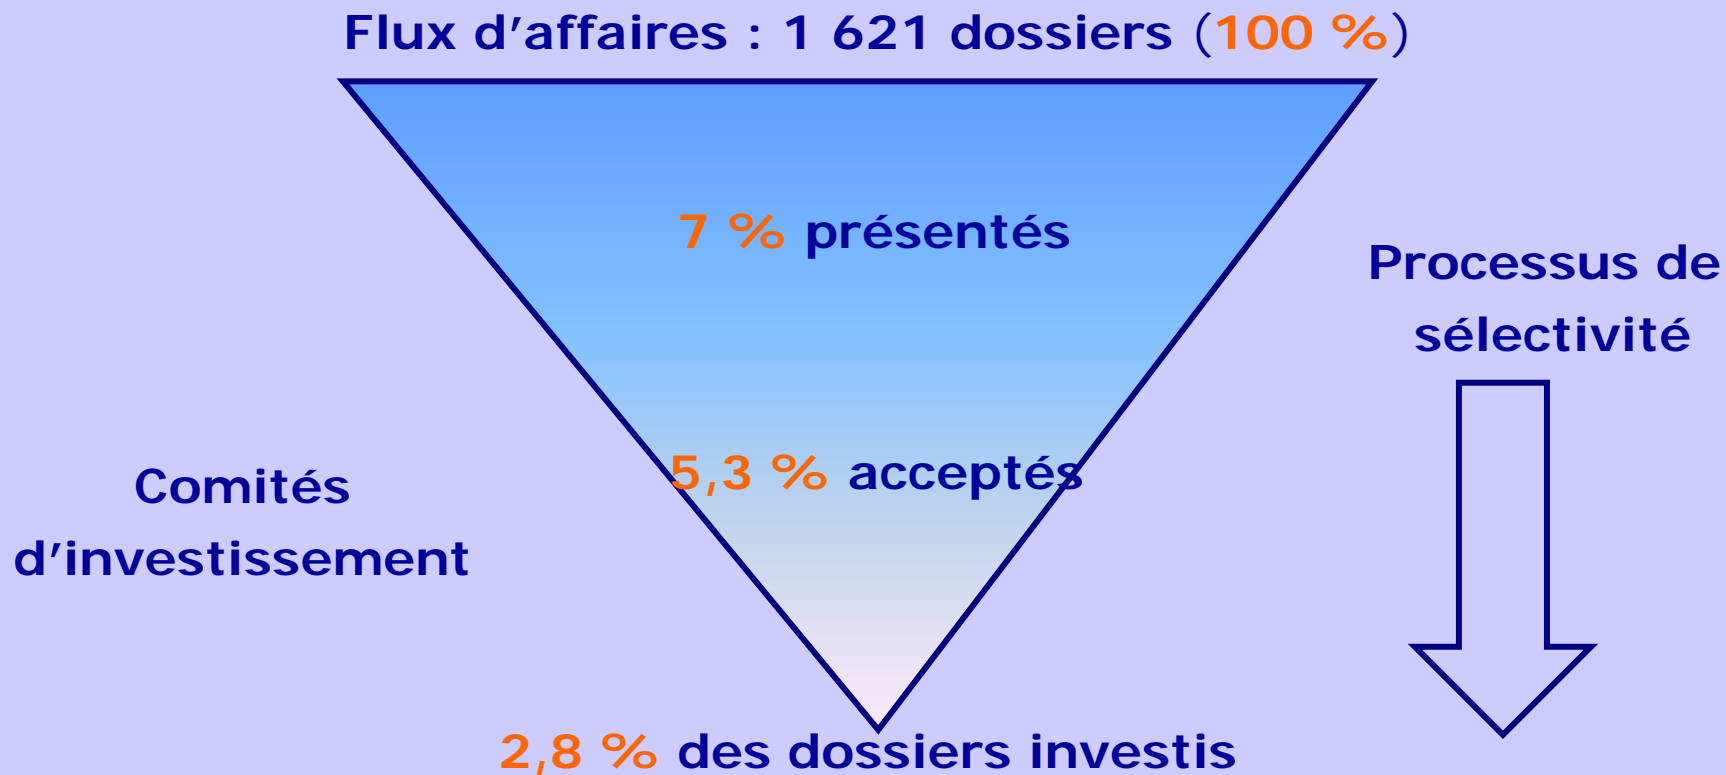 Flux d’affaires : 1 621 dossiers (100 %)
7 % présentés
Processus de
sélectivité
5,3 % acceptés
Comités
d’investissement
2,8 % des dossiers investis